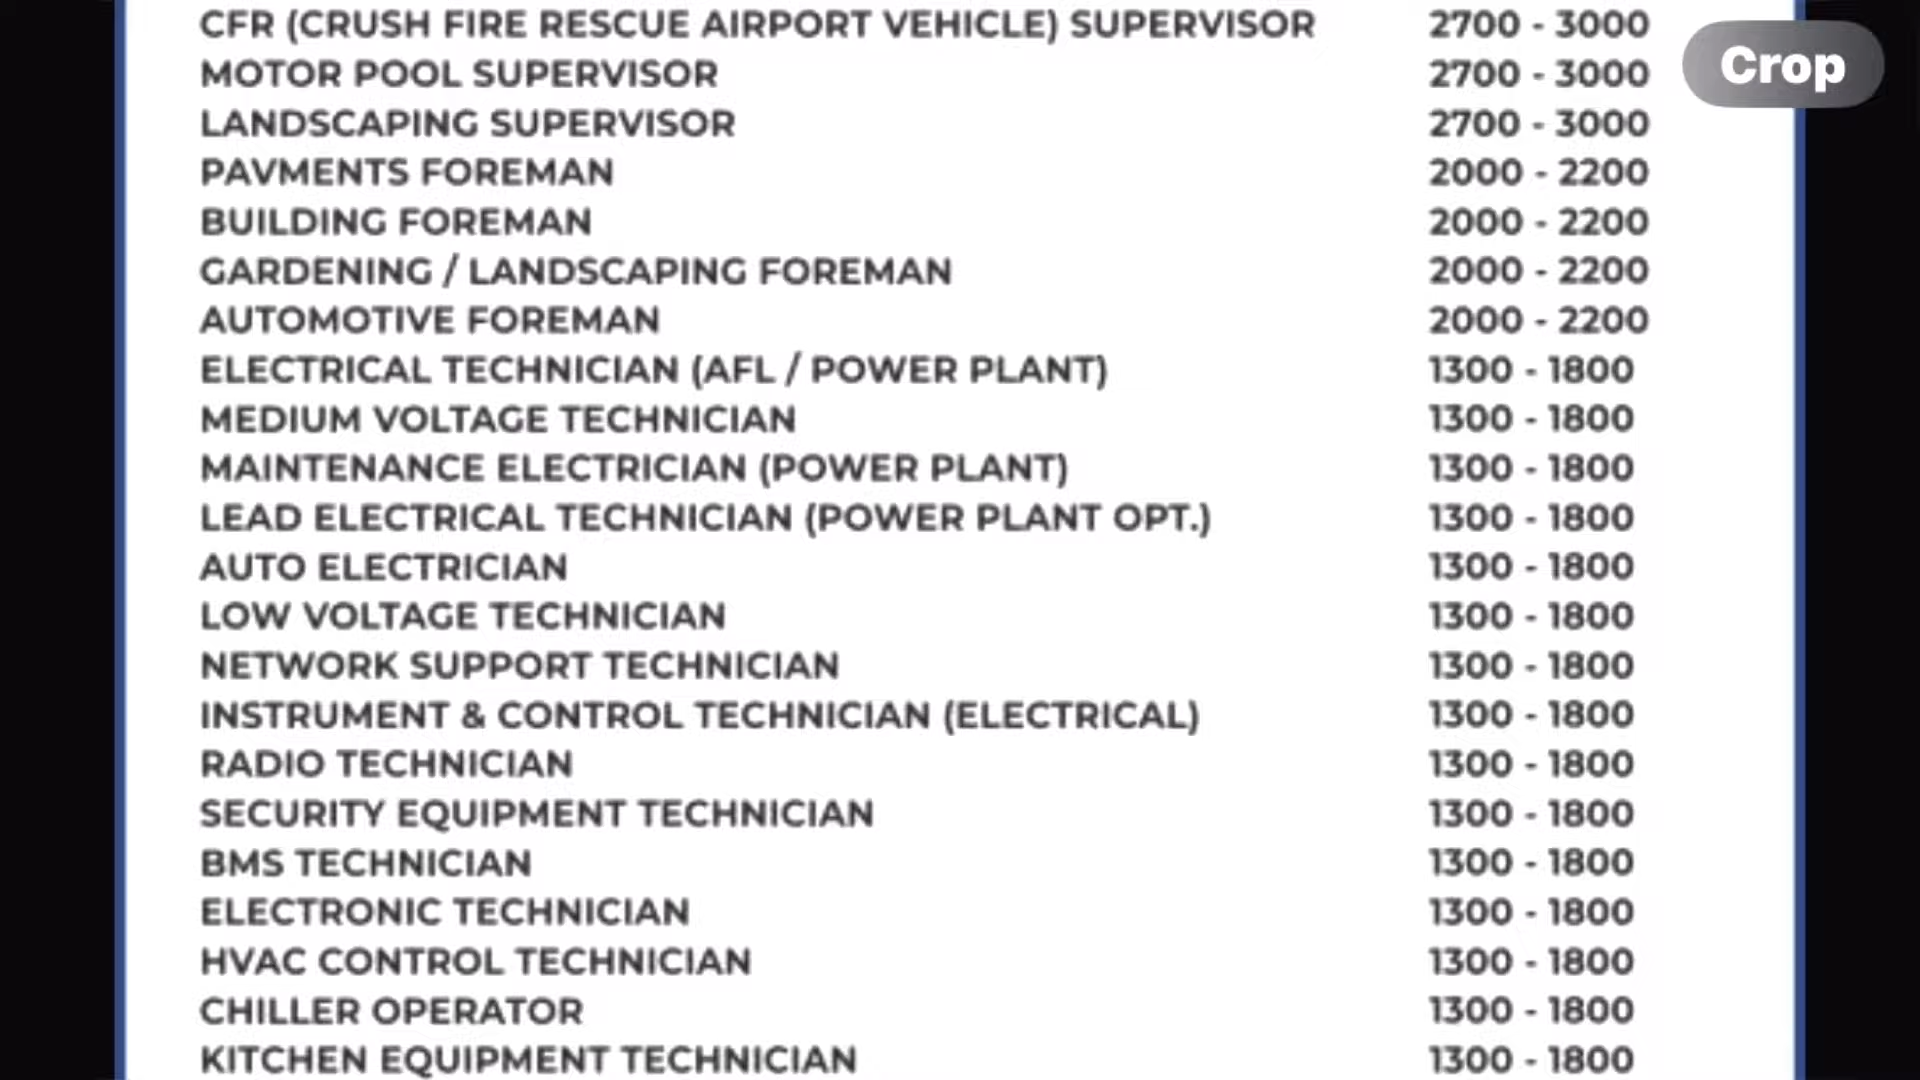 CFR (CRUSH FIRE RESCUE AIRPORT VEHICLE) SUPERVISOR 2700 - 3000
Crop
MOTOR POOL SUPERVISOR 2700 - 3000
LANDSCAPING SUPERVISOR 2700 - 3000
PAVMENTS FOREMAN 2000 - 2200
BUILDING FOREMAN 2000 - 2200
GARDENING / LANDSCAPING FOREMAN 2000 - 2200
AUTOMOTIVE FOREMAN 2000 - 2200
ELECTRICAL TECHNICIAN (AFL / POWER PLANT) 1300 - 1800
MEDIUM VOLTAGE TECHNICIAN 1300 - 1800
MAINTENANCE ELECTRICIAN (POWER PLANT) 1300 - 1800
LEAD ELECTRICAL TECHNICIAN (POWER PLANT OPT.) 1300 - 1800
AUTO ELECTRICIAN 1300 - 1800
LOW VOLTAGE TECHNICIAN 1300 - 1800
NETWORK SUPPORT TECHNICIAN 1300 - 1800
INSTRUMENT & CONTROL TECHNICIAN (ELECTRICAL) 1300 - 1800
RADIO TECHNICIAN 1300 - 1800
SECURITY EQUIPMENT TECHNICIAN 1300 - 1800
BMS TECHNICIAN 1300 - 1800
ELECTRONIC TECHNICIAN 1300 - 1800
HVAC CONTROL TECHNICIAN 1300 - 1800
CHILLER OPERATOR 1300 - 1800
KITCHEN EQUIPMENT TECHNICIAN 1300 - 1800